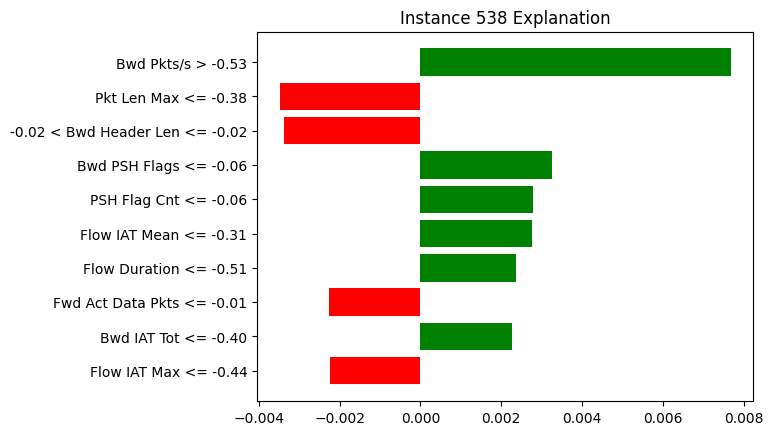 Instance 538 Explanation
Bwd Pkts/s > -0.53
Pkt Len Max <= -0.38
-0.02 < Bwd Header Len <= -0.02
Bwd PSH Flags <= -0.06
PSH Flag Cnt <= -0.06
Flow IAT Mean <= -0.31
Flow Duration <= -0.51
Fwd Act Data Pkts <= -0.01
Bwd IAT Tot <= -0.40
Flow IAT Max <= -0.44
−0.004 −0.002 0.000 0.002 0.004 0.006 0.008